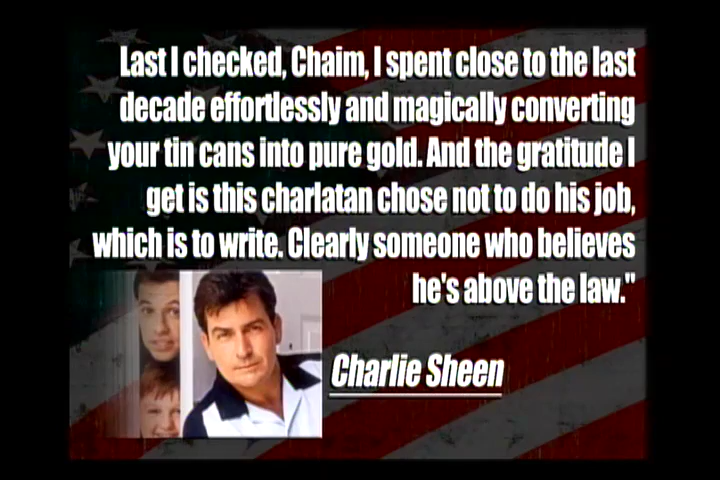 Last I checked, Chaim, I spent close to the last
decade effortlessly and magically converting
your tin cans into pure gold. And the gratitude I
get is this charlatan chose not to do his job,
which is to write. Clearly someone who believes
he's above the law."
Charlie Sheen